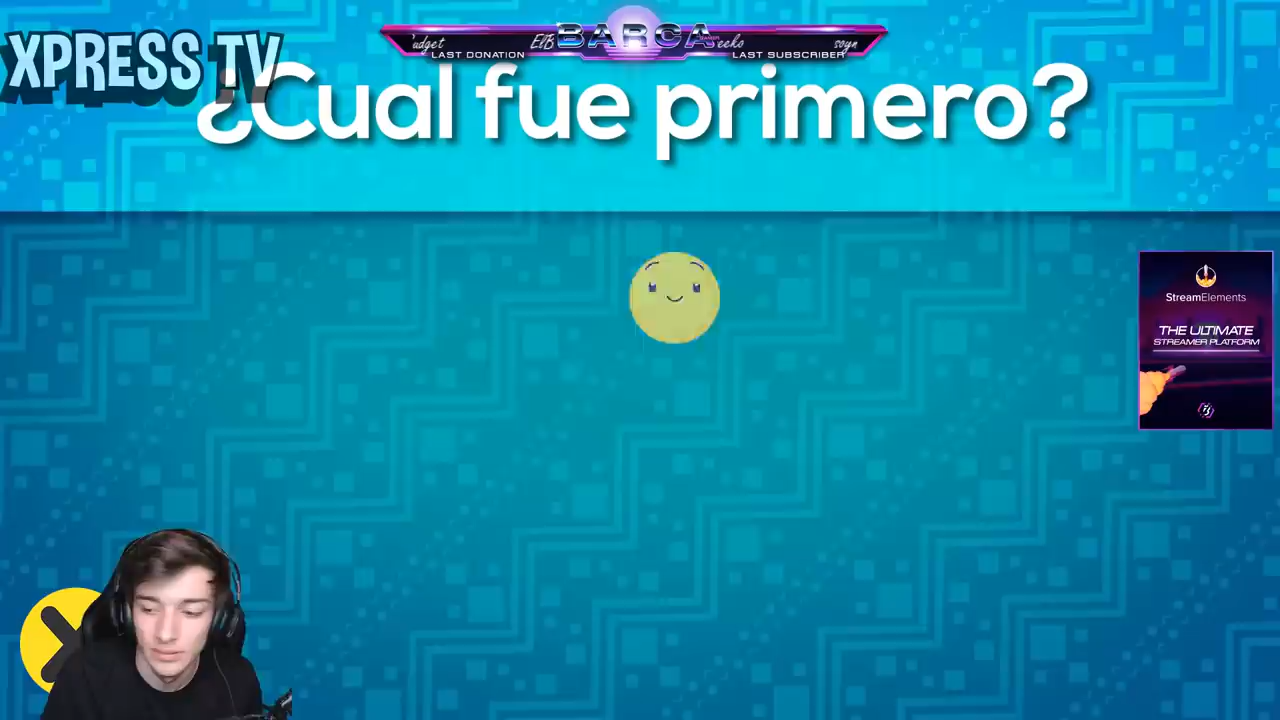 XPRESS TV
BARCA
LAST DONATION
LAST SUBSCRIBER
¿Cual fue primero?
StreamElements
THE ULTIMATE
STREAMER PLATFORM